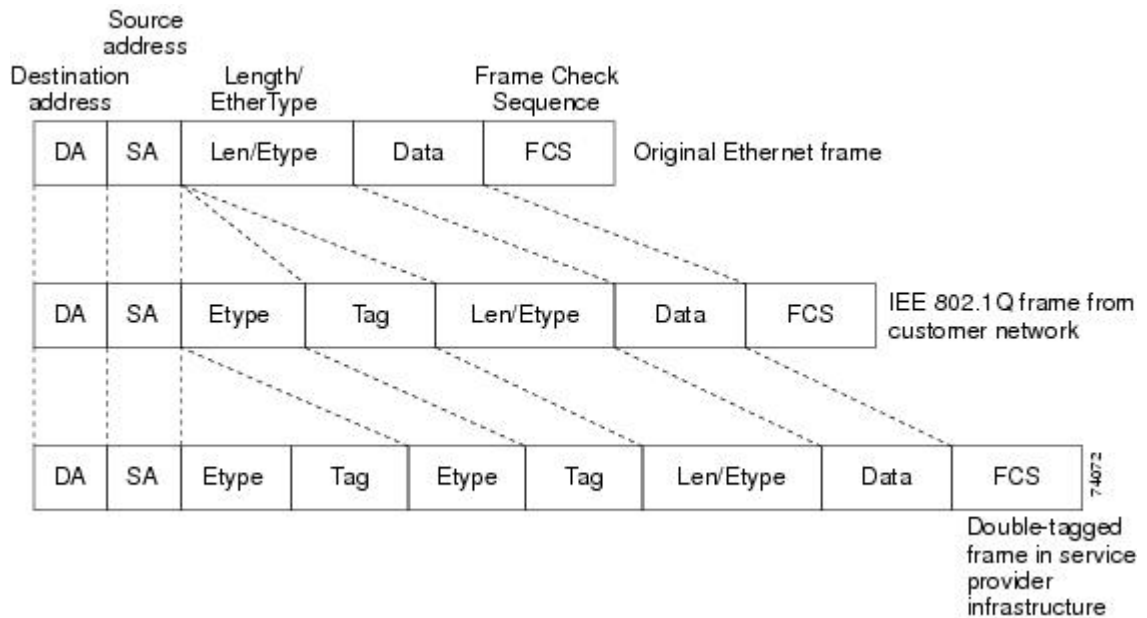 Source
address
Destination
address
Length/
EtherType
Frame Check
Sequence
DA SA Len/Etype Data FCS
Original Ethernet frame
DA SA Etype Tag Len/Etype Data FCS
IEE 802.1Q frame from
customer network
DA SA Etype Tag Etype Tag Len/Etype Data FCS
74072
Double-tagged
frame in service
provider
infrastructure